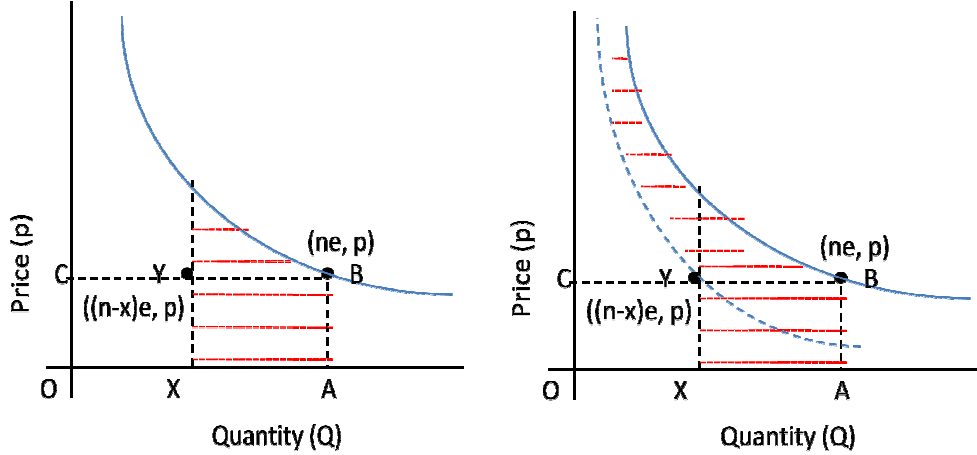 Price (p)
(ne, p)
C
Y
B
((n-x)e, p)
O
X
A
Quantity (Q)
Price (p)
(ne, p)
C
Y
B
((n-x)e, p)
O
X
A
Quantity (Q)